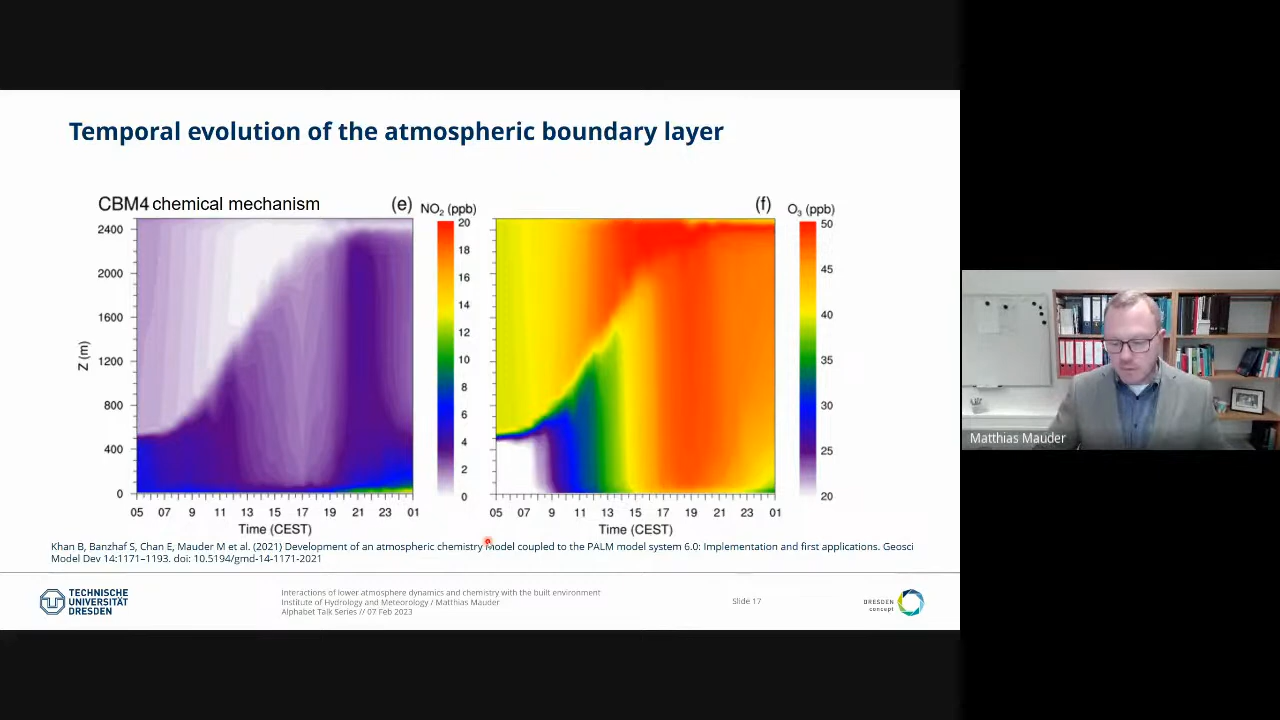 Temporal evolution of the atmospheric boundary layer
CBM4 chemical mechanism
(e)
NO₂ (ppb)
(f)
O₃ (ppb)
2400
2000
1600
1200
800
400
0
Z (m)
05 07 9 11 13 15 17 19 21 23 01
Time (CEST)
20
18
16
14
12
10
8
6
4
2
0
05 07 9 11 13 15 17 19 21 23 01
Time (CEST)
50
45
40
35
30
25
20
Khan B, Banzhaf S, Chan E, Mauder M et al. (2021) Development of an atmospheric chemistry model coupled to the PALM model system 6.0: Implementation and first applications. Geosci
Model Dev 14:1171–1193. doi: 10.5194/gmd-14-1171-2021
TECHNISCHE
UNIVERSITÄT
DRESDEN
Interactions of lower atmosphere dynamics and chemistry with the built environment
Institute of Hydrology and Meteorology / Matthias Mauder
Alphabet Talk Series // 07 Feb 2023
Slide 17
DRESDEN
concept
Matthias Mauder